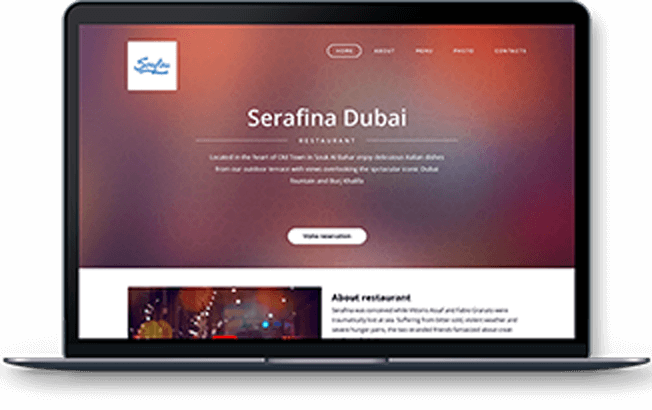 HOME ABOUT MENU PHOTO CONTACTS
Serafina Dubai
RESTAURANT
Located in the heart of Old Town in Souk Al Bahar enjoy delicious Italian dishes
from our outdoor terrace with views overlooking the spctacular iconic Dubai
fountain and Burj Khalifa
Make reservation
About restaurant
Serafina was conceived while Vittorio Assaf and Fabio Granato were
traumatically lost at sea. Suffering from bitter cold, violent weather and
severe hunger pains, the two stranded friends fantasized about great